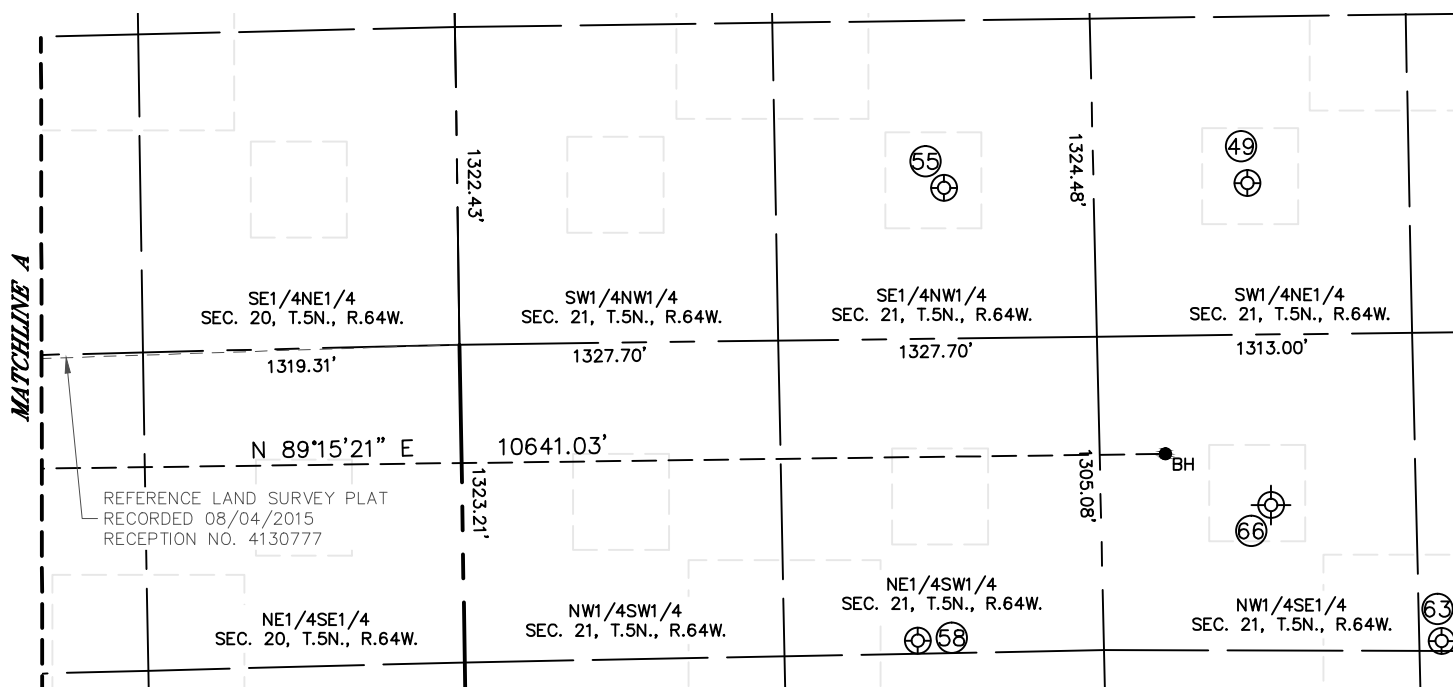 MATCHLINE A
1322.43'
55
1324.48'
49
SE1/4NE1/4
SEC. 20, T.5N., R.64W.
SW1/4NW1/4
SEC. 21, T.5N., R.64W.
SE1/4NW1/4
SEC. 21, T.5N., R.64W.
SW1/4NE1/4
SEC. 21, T.5N., R.64W.
1319.31'
1327.70'
1327.70'
1313.00'
N 89°15'21" E 10641.03'
BH
REFERENCE LAND SURVEY PLAT
RECORDED 08/04/2015
RECEPTION NO. 4130777
1323.21'
1305.08'
66
NE1/4SE1/4
SEC. 20, T.5N., R.64W.
NW1/4SW1/4
SEC. 21, T.5N., R.64W.
NE1/4SW1/4
SEC. 21, T.5N., R.64W.
58
NW1/4SE1/4
SEC. 21, T.5N., R.64W.
63